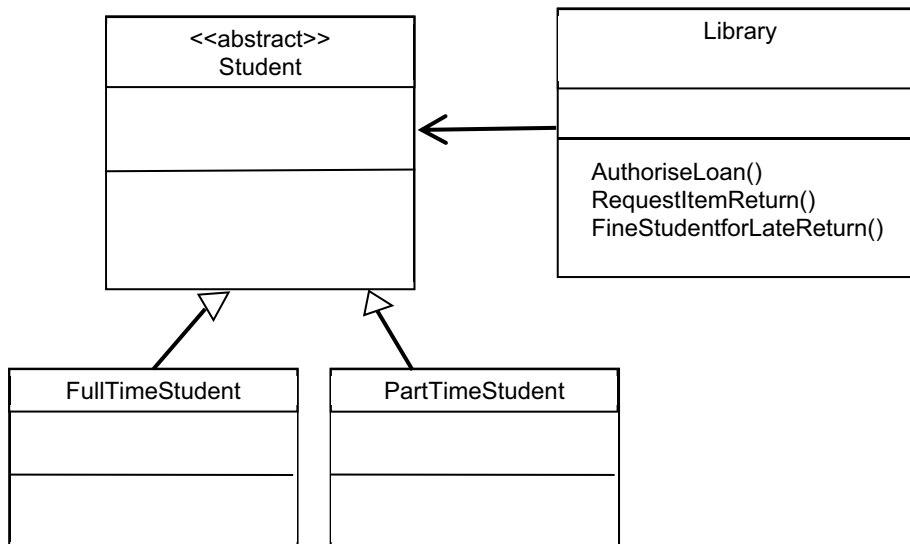 <<abstract>>
Student
Library
AuthoriseLoan()
RequestItemReturn()
FineStudentforLateReturn()
FullTimeStudent
PartTimeStudent